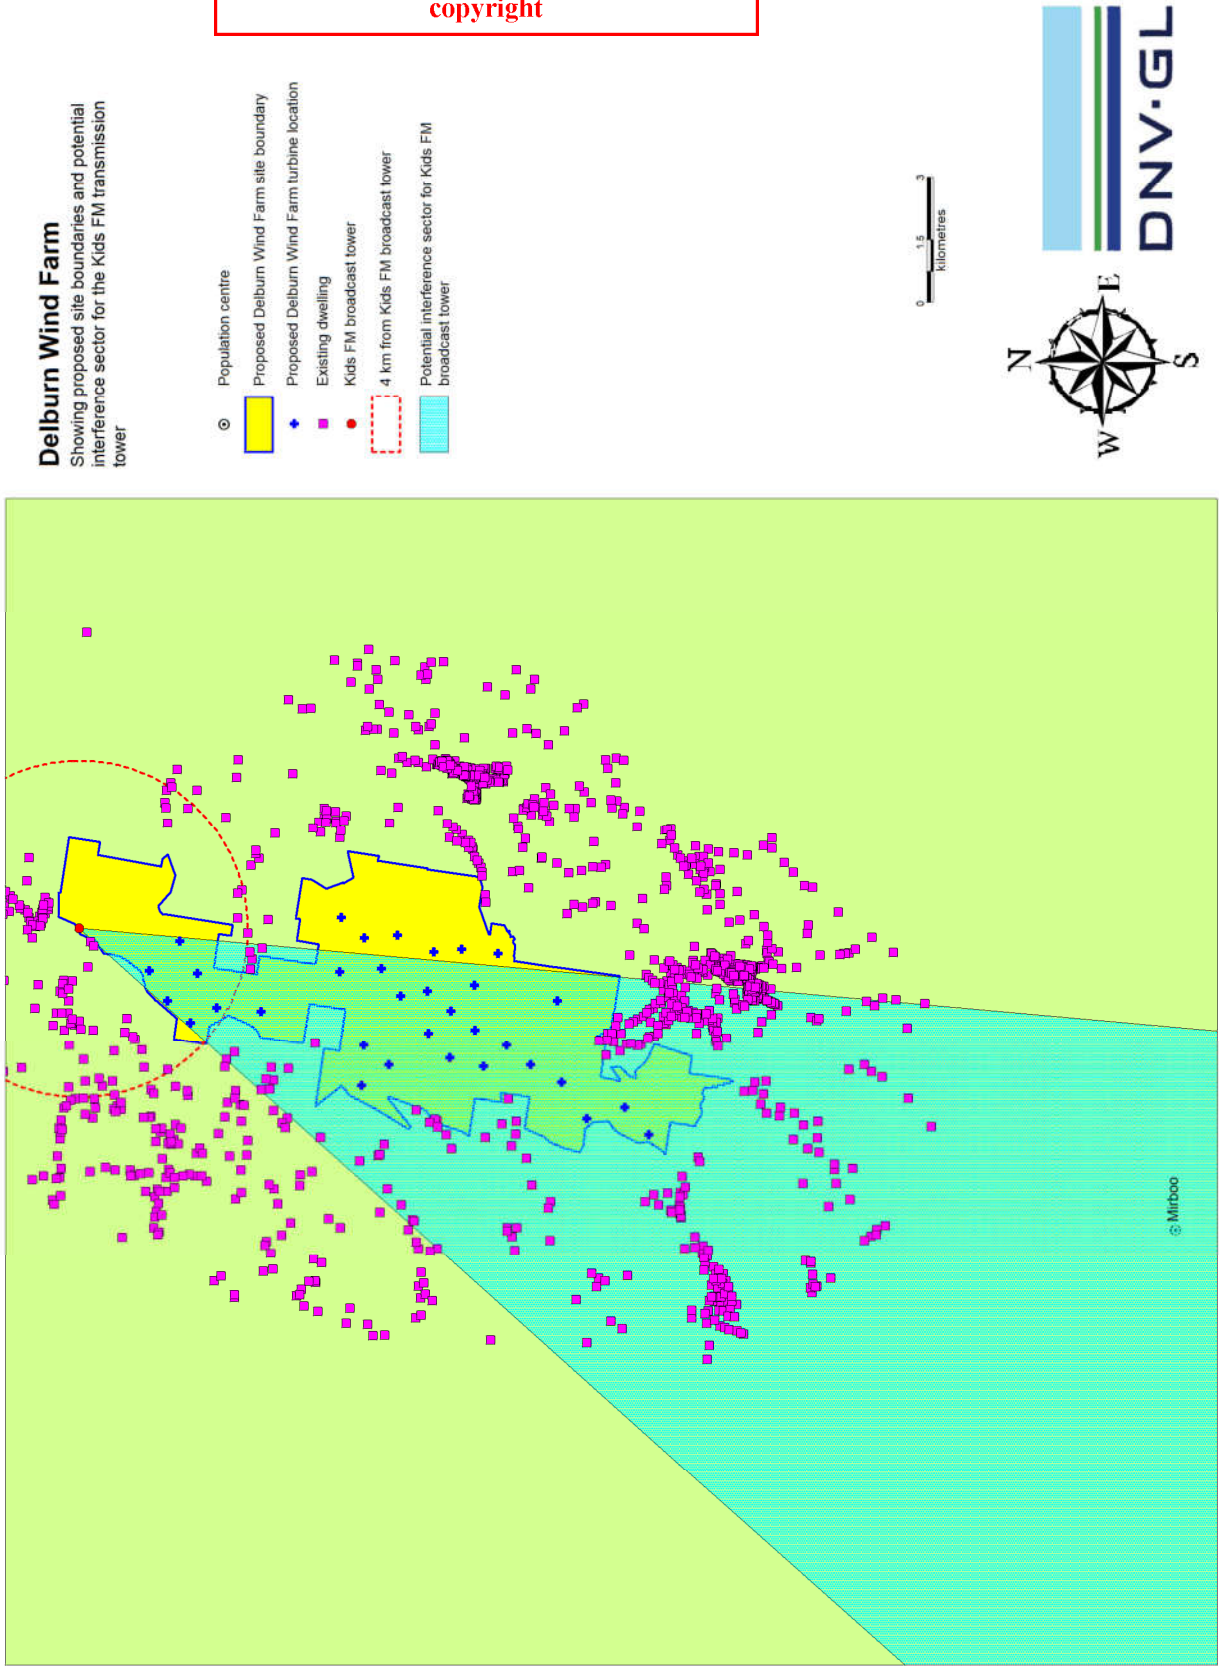 copyright
Delburn Wind Farm
Showing proposed site boundaries and potential
interference sector for the Kids FM transmission
tower
Population centre
Proposed Delburn Wind Farm site boundary
Proposed Delburn Wind Farm turbine location
Existing dwelling
Kids FM broadcast tower
4 km from Kids FM broadcast tower
Potential interference sector for Kids FM
broadcast tower
0 1.5 3
kilometres
N
W E
S
DNV·GL
Mirboo